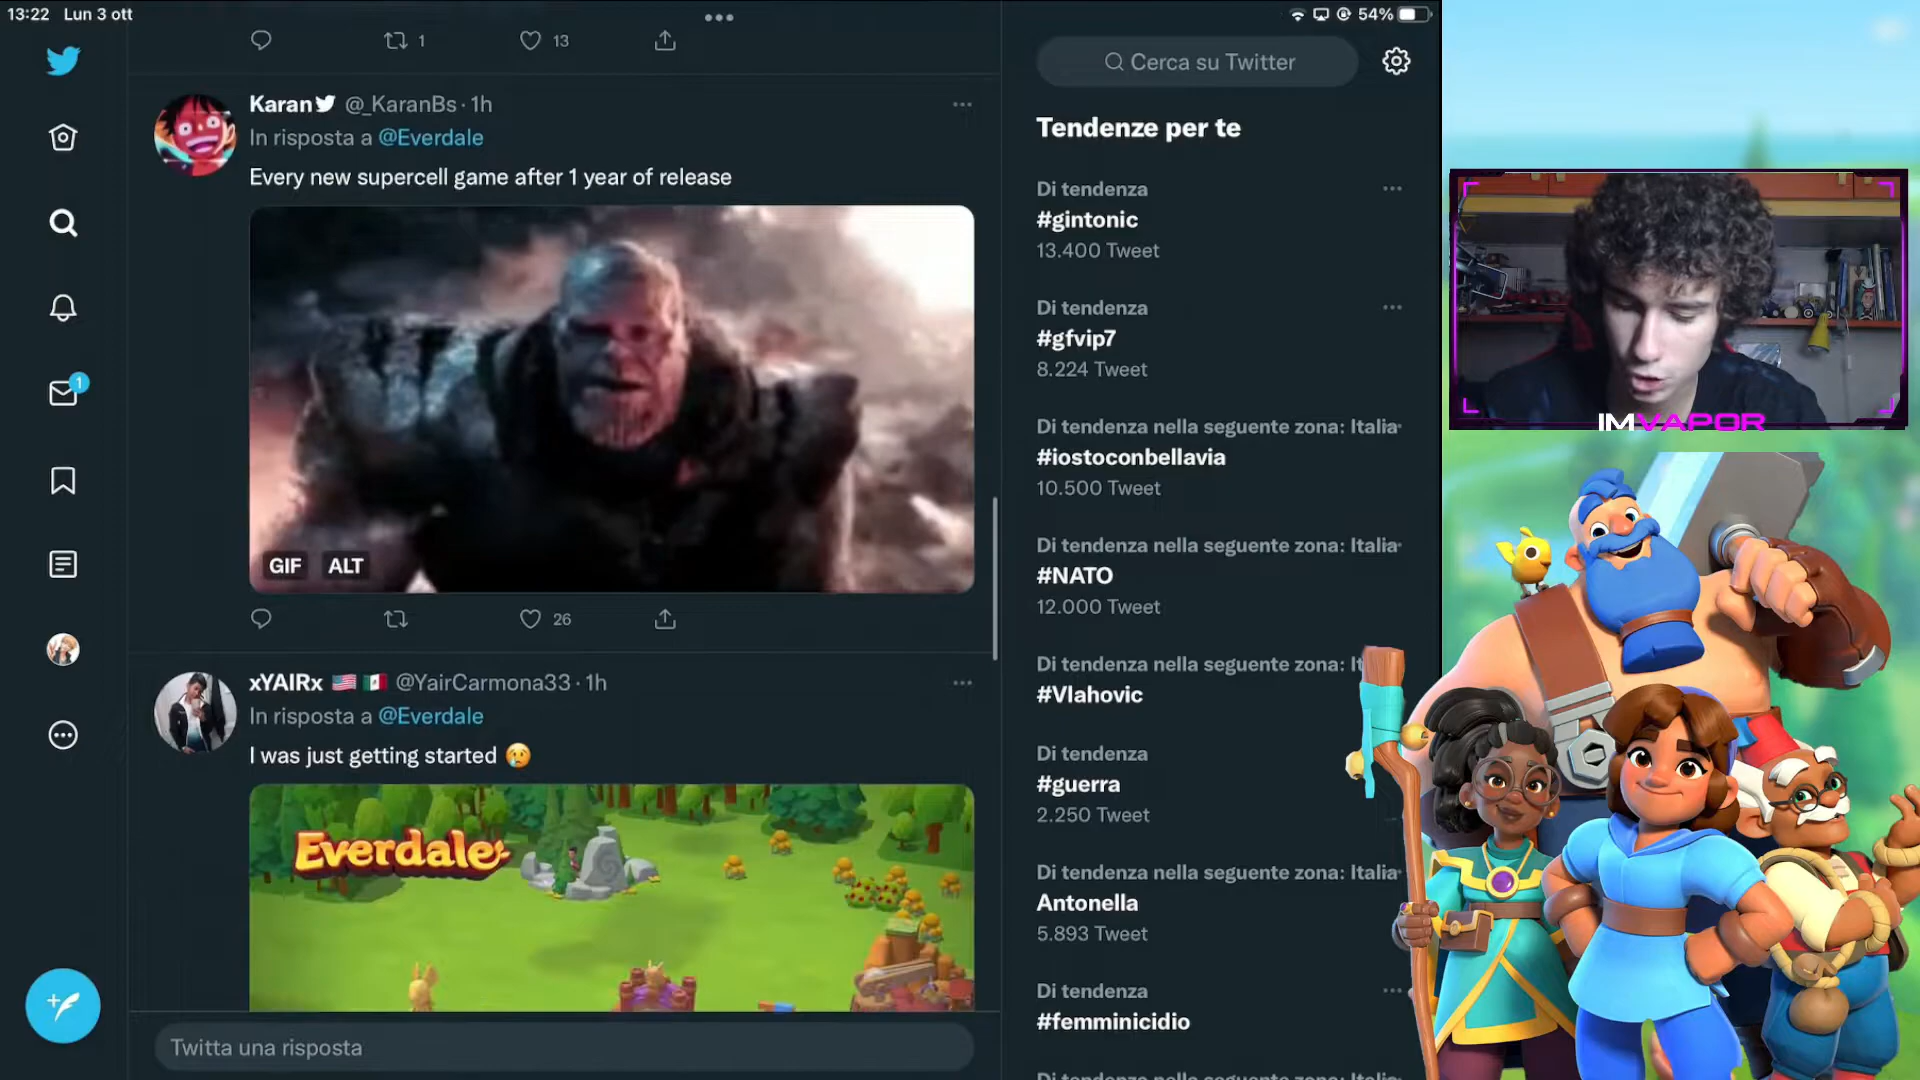 13:22 Lun 3 ott
54%
1
13
Karan @_KaranBs · 1h
In risposta a @Everdale
Every new supercell game after 1 year of release
GIF ALT
26
xYAIRx @YairCarmona33 · 1h
In risposta a @Everdale
I was just getting started 😢
Everdale
Twitta una risposta
1
Cerca su Twitter
Tendenze per te
Di tendenza
#gintonic
13.400 Tweet
Di tendenza
#gfvip7
8.224 Tweet
Di tendenza nella seguente zona: Italia
#iostoconbellavia
10.500 Tweet
Di tendenza nella seguente zona: Italia
#NATO
12.000 Tweet
Di tendenza nella seguente zona: It
#Vlahovic
Di tendenza
#guerra
2.250 Tweet
Di tendenza nella seguente zona: Italia
Antonella
5.893 Tweet
Di tendenza
#femminicidio
Di tendenza nella seguente zona: Italia
IMVAPOR